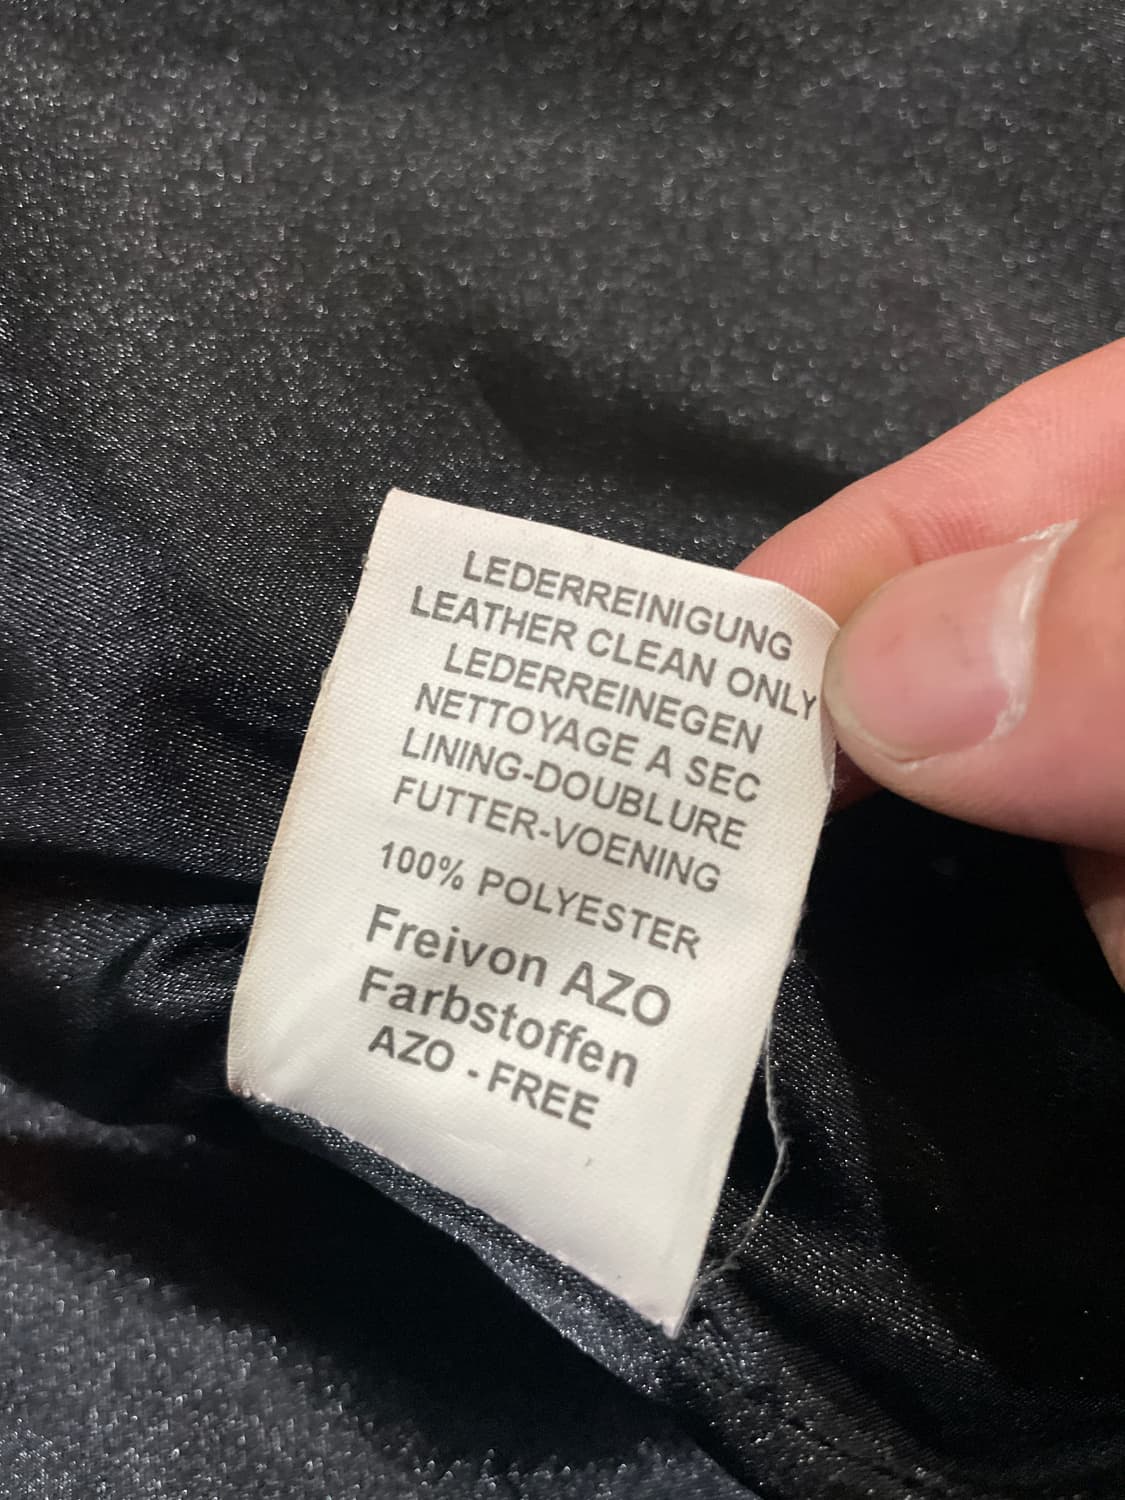 LEDERREINIGUNG
LEATHER CLEAN ONLY
LEDERREINEGEN
NETTOYAGE A SEC
LINING-DOUBLURE
FUTTER-VOENING
100% POLYESTER
Freivon AZO
Farbstoffen
AZO - FREE